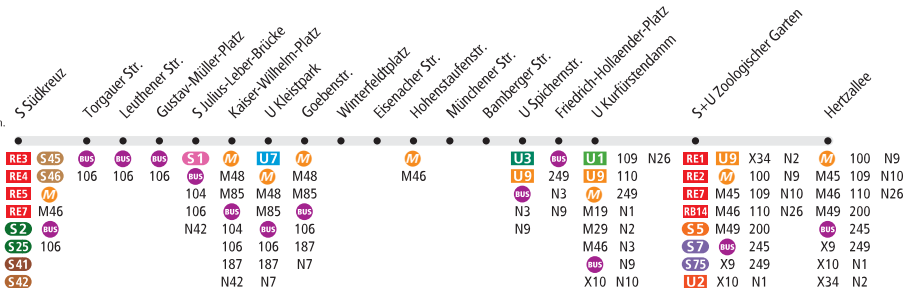 S Südkreuz
Torgauer Str.
Leuthener Str.
Gustav-Müller-Platz
S Julius-Leber-Brücke
Kaiser-Wilhelm-Platz
U Kleistpark
Goebenstr.
Winterfeldtplatz
Eisenacher Str.
Hohenstaufenstr.
Münchener Str.
Bamberger Str.
U Spichernstr.
Friedrich-Hollaender-Platz
U Kurfürstendamm
S+U Zoologischer Garten
Hertzallee
n.
RE3 S45 BUS BUS BUS S1 M U7 M M U3 BUS U1 109 N26 RE1 U9 X34 N2 M 100 N9
RE4 S46 106 106 106 BUS M48 M M48 M46 U9 249 U9 110 RE2 M 100 N9 M45 109 N10
RE5 M 104 M85 M48 M85 BUS N3 M 249 RE7 M45 109 N10 M46 110 N26
RE7 M46 106 BUS M85 BUS N3 N9 M19 N1 RB14 M46 110 N26 M49 200
S2 BUS N42 104 BUS 106 N9 M29 N2 S5 M49 200 BUS 245
S25 106 106 106 187 M46 N3 S7 BUS 245 X9 249
S41 187 187 N7 BUS N9 S75 X9 249 X10 N1
S42 N42 N7 X10 N10 U2 X10 N1 X34 N2